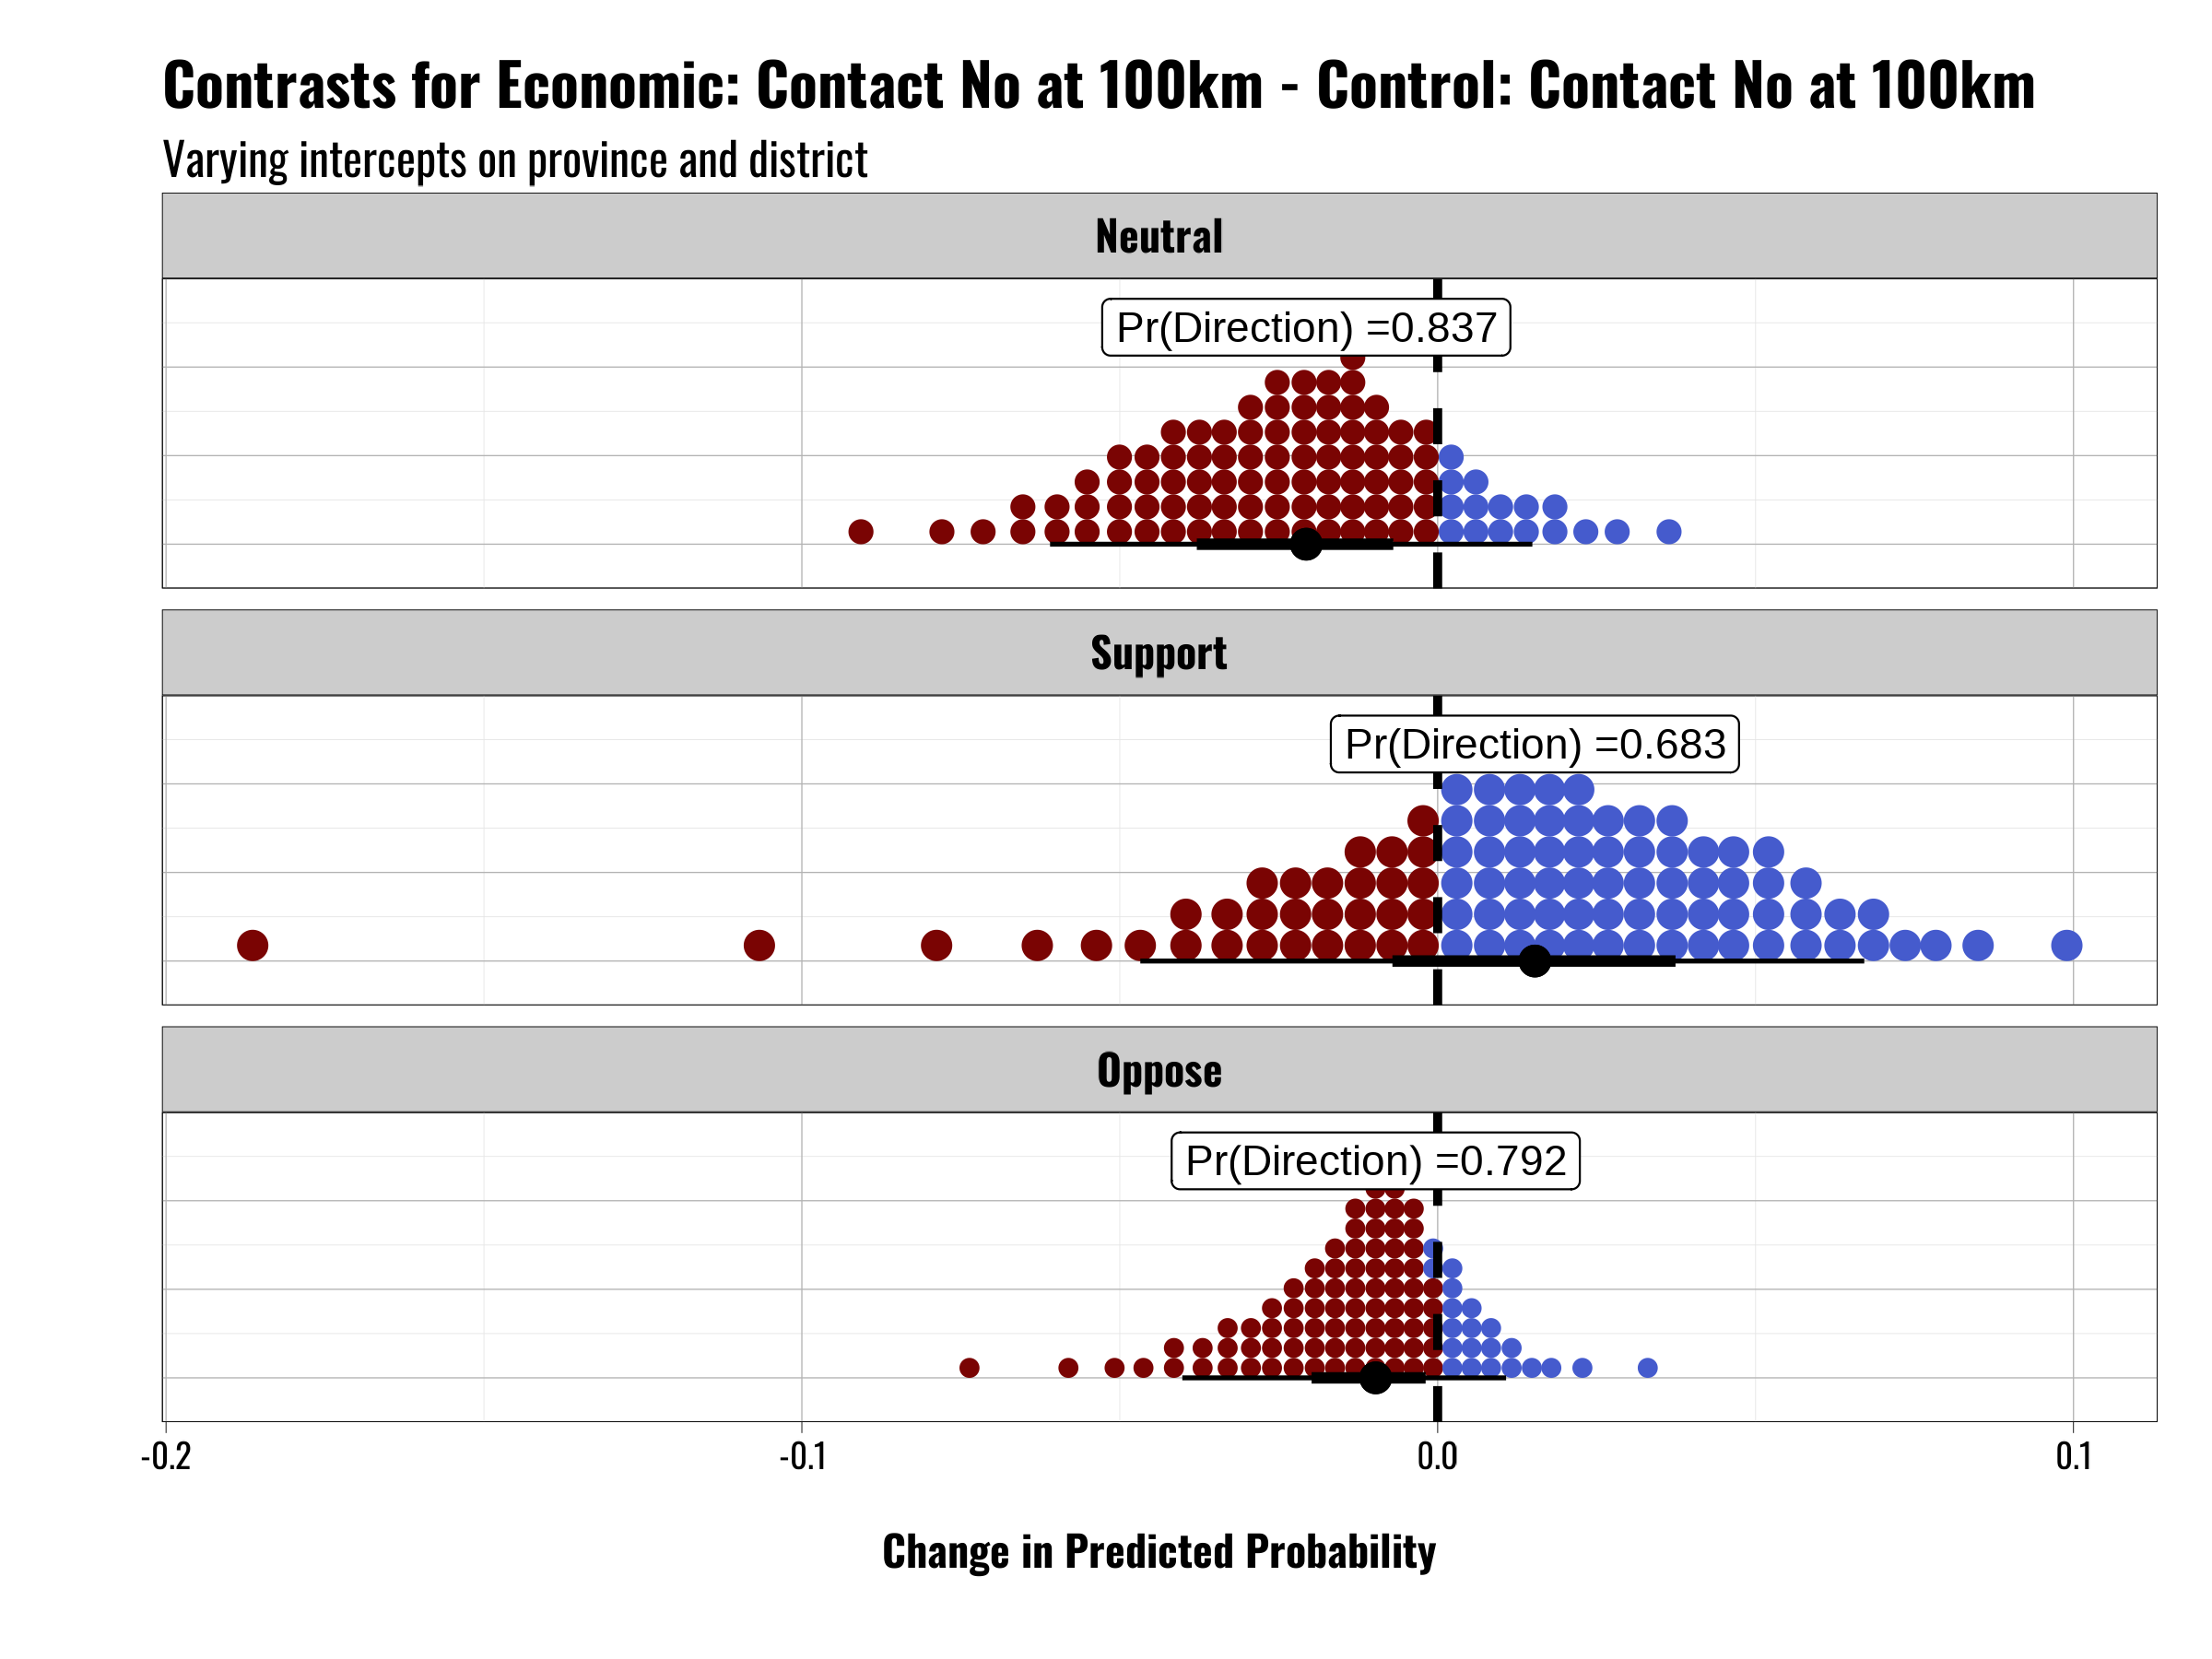 Contrasts for Economic: Contact No at 100km - Control: Contact No at 100km
Varying intercepts on province and district
Neutral
Pr(Direction) =0.837
Support
Pr(Direction) =0.683
Oppose
Pr(Direction) =0.792
-0.2 -0.1 0.0 0.1
Change in Predicted Probability